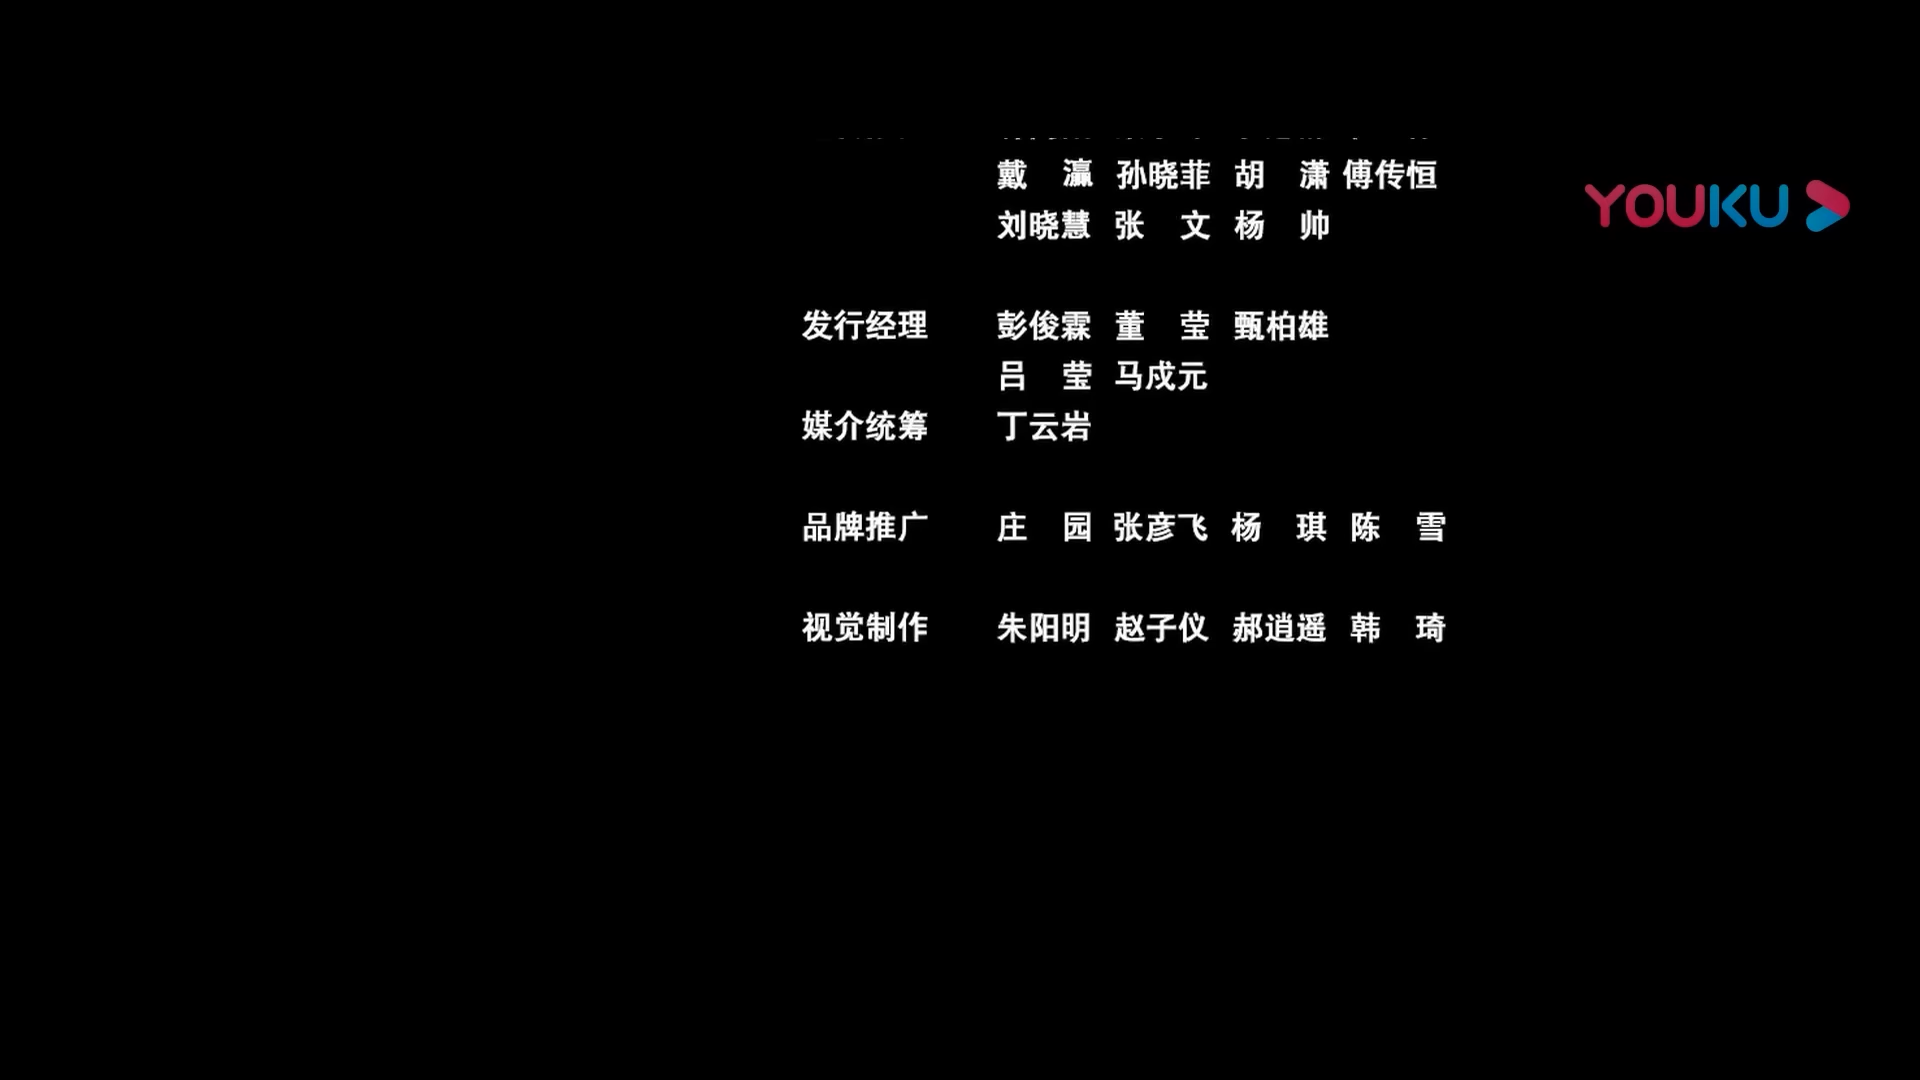 戴 瀛 孙晓菲 胡 潇 傅传恒
YOUKU
刘晓慧 张 文 杨 帅
发行经理 彭俊霖 董 莹 甄柏雄
吕 莹 马戍元
媒介统筹 丁云岩
品牌推广 庄 园 张彦飞 杨 琪 陈 雪
视觉制作 朱阳明 赵子仪 郝逍遥 韩 琦